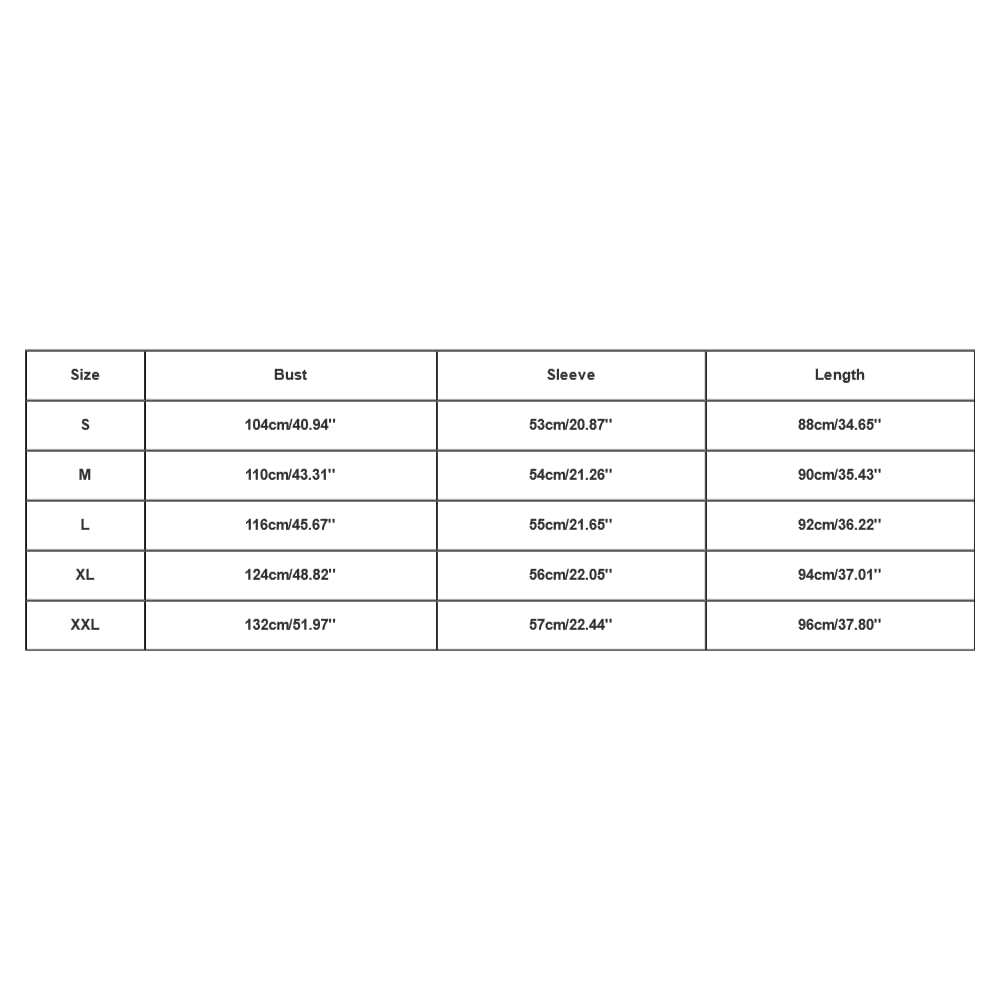 Size Bust Sleeve Length
S 104cm/40.94'' 53cm/20.87'' 88cm/34.65''
M 110cm/43.31'' 54cm/21.26'' 90cm/35.43''
L 116cm/45.67'' 55cm/21.65'' 92cm/36.22''
XL 124cm/48.82'' 56cm/22.05'' 94cm/37.01''
XXL 132cm/51.97'' 57cm/22.44'' 96cm/37.80''